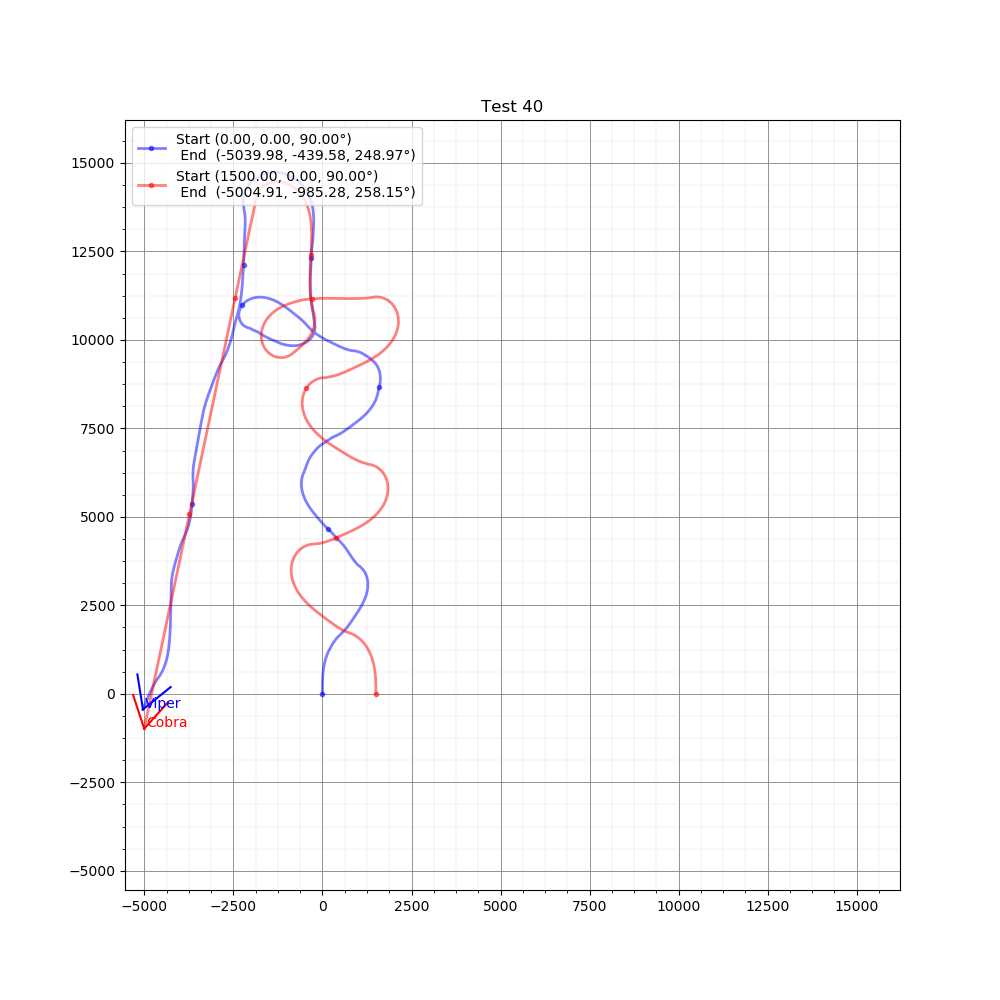 Test 40
Start (0.00, 0.00, 90.00°)
End (-5039.98, -439.58, 248.97°)
Start (1500.00, 0.00, 90.00°)
End (-5004.91, -985.28, 258.15°)
15000
12500
10000
7500
5000
2500
0
−2500
−5000
Viper
Cobra
−5000 −2500 0 2500 5000 7500 10000 12500 15000